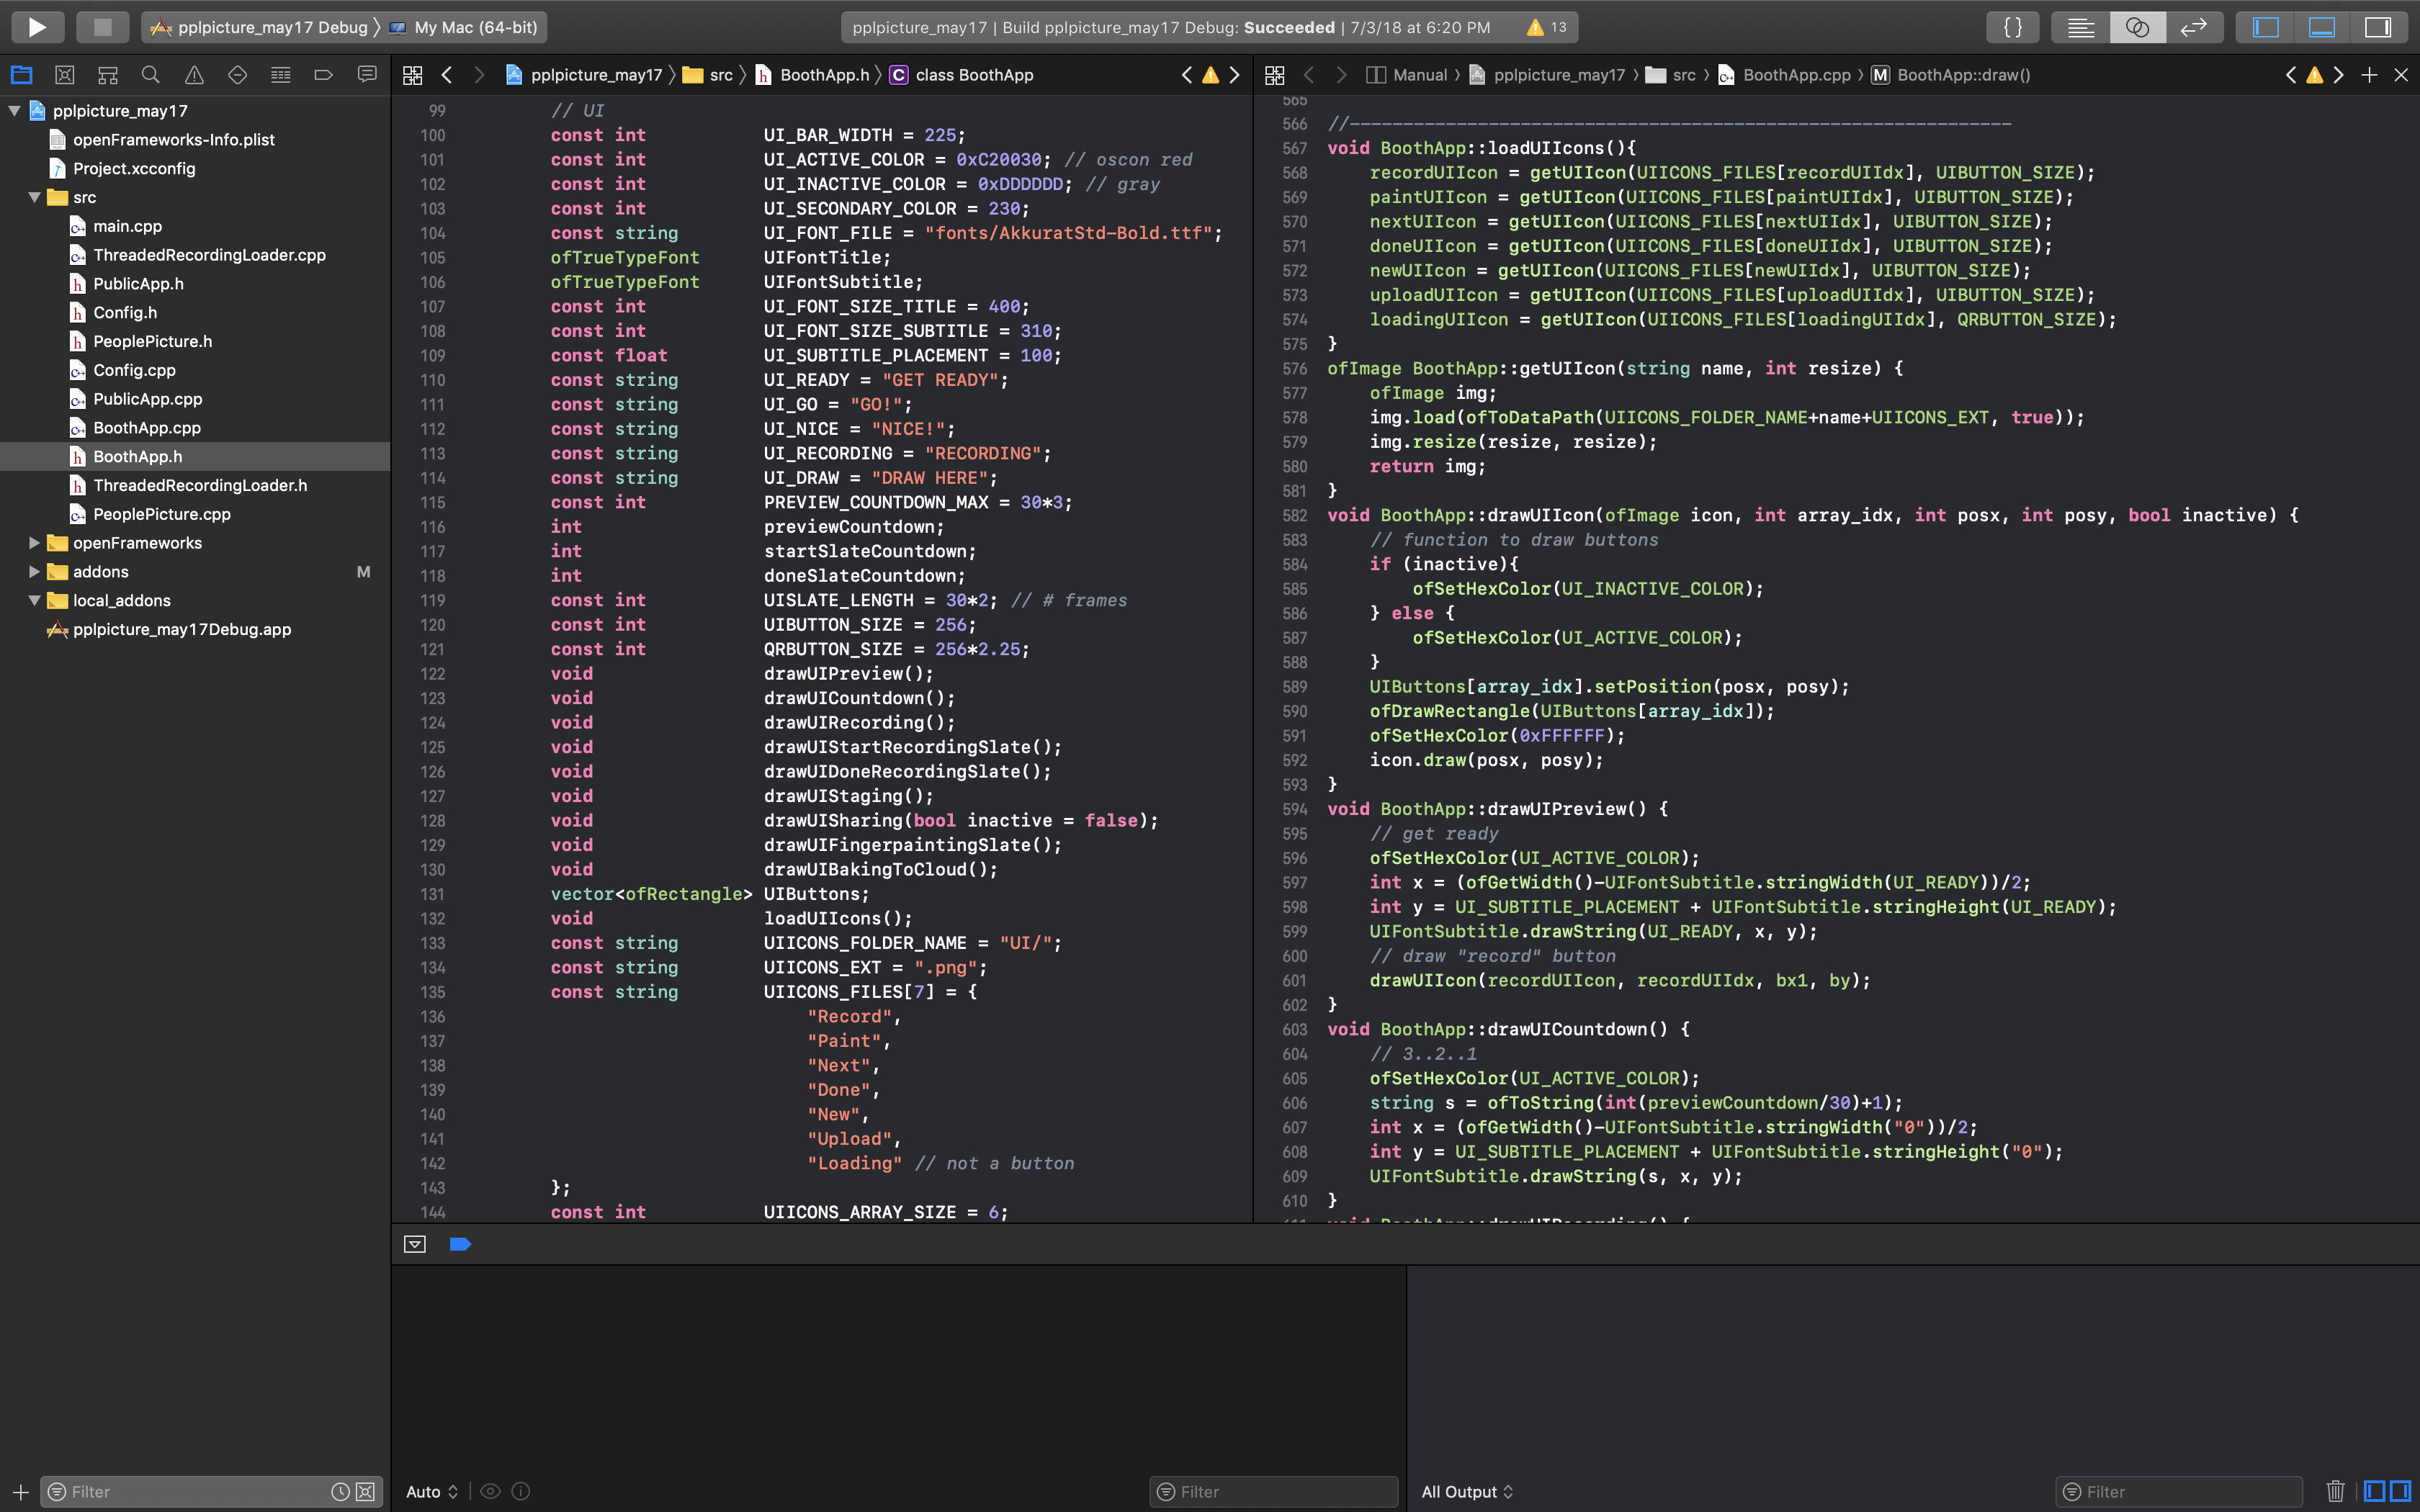 pplpicture_may17 Debug 〉 My Mac (64-bit)
pplpicture_may17 | Build pplpicture_may17 Debug: Succeeded | 7/3/18 at 6:20 PM 13
{ }
pplpicture_may17 〉 src 〉 h BoothApp.h 〉 C class BoothApp
Manual 〉 pplpicture_may17 〉 src 〉 BoothApp.cpp 〉 M BoothApp::draw()
pplpicture_may17
openFrameworks-Info.plist
Project.xcconfig
src
main.cpp
ThreadedRecordingLoader.cpp
PublicApp.h
Config.h
PeoplePicture.h
Config.cpp
PublicApp.cpp
BoothApp.cpp
BoothApp.h
ThreadedRecordingLoader.h
PeoplePicture.cpp
openFrameworks
addons M
local_addons
pplpicture_may17Debug.app
Filter
99 // UI
100 const int UI_BAR_WIDTH = 225;
101 const int UI_ACTIVE_COLOR = 0xC20030; // oscon red
102 const int UI_INACTIVE_COLOR = 0xDDDDDD; // gray
103 const int UI_SECONDARY_COLOR = 230;
104 const string UI_FONT_FILE = "fonts/AkkuratStd-Bold.ttf";
105 ofTrueTypeFont UIFontTitle;
106 ofTrueTypeFont UIFontSubtitle;
107 const int UI_FONT_SIZE_TITLE = 400;
108 const int UI_FONT_SIZE_SUBTITLE = 310;
109 const float UI_SUBTITLE_PLACEMENT = 100;
110 const string UI_READY = "GET READY";
111 const string UI_GO = "GO!";
112 const string UI_NICE = "NICE!";
113 const string UI_RECORDING = "RECORDING";
114 const string UI_DRAW = "DRAW HERE";
115 const int PREVIEW_COUNTDOWN_MAX = 30*3;
116 int previewCountdown;
117 int startSlateCountdown;
118 int doneSlateCountdown;
119 const int UISLATE_LENGTH = 30*2; // # frames
120 const int UIBUTTON_SIZE = 256;
121 const int QRBUTTON_SIZE = 256*2.25;
122 void drawUIPreview();
123 void drawUICountdown();
124 void drawUIRecording();
125 void drawUIStartRecordingSlate();
126 void drawUIDoneRecordingSlate();
127 void drawUIStaging();
128 void drawUISharing(bool inactive = false);
129 void drawUIFingerpaintingSlate();
130 void drawUIBakingToCloud();
131 vector<ofRectangle> UIButtons;
132 void loadUIIcons();
133 const string UIICONS_FOLDER_NAME = "UI/";
134 const string UIICONS_EXT = ".png";
135 const string UIICONS_FILES[7] = {
136 "Record",
137 "Paint",
138 "Next",
139 "Done",
140 "New",
141 "Upload",
142 "Loading" // not a button
143 };
144 const int UIICONS_ARRAY_SIZE = 6;
565
566 //--------------------------------------------------------------
567 void BoothApp::loadUIIcons(){
568 recordUIIcon = getUIIcon(UIICONS_FILES[recordUIIdx], UIBUTTON_SIZE);
569 paintUIIcon = getUIIcon(UIICONS_FILES[paintUIIdx], UIBUTTON_SIZE);
570 nextUIIcon = getUIIcon(UIICONS_FILES[nextUIIdx], UIBUTTON_SIZE);
571 doneUIIcon = getUIIcon(UIICONS_FILES[doneUIIdx], UIBUTTON_SIZE);
572 newUIIcon = getUIIcon(UIICONS_FILES[newUIIdx], UIBUTTON_SIZE);
573 uploadUIIcon = getUIIcon(UIICONS_FILES[uploadUIIdx], UIBUTTON_SIZE);
574 loadingUIIcon = getUIIcon(UIICONS_FILES[loadingUIIdx], QRBUTTON_SIZE);
575 }
576 ofImage BoothApp::getUIIcon(string name, int resize) {
577 ofImage img;
578 img.load(ofToDataPath(UIICONS_FOLDER_NAME+name+UIICONS_EXT, true));
579 img.resize(resize, resize);
580 return img;
581 }
582 void BoothApp::drawUIIcon(ofImage icon, int array_idx, int posx, int posy, bool inactive) {
583 // function to draw buttons
584 if (inactive){
585 ofSetHexColor(UI_INACTIVE_COLOR);
586 } else {
587 ofSetHexColor(UI_ACTIVE_COLOR);
588 }
589 UIButtons[array_idx].setPosition(posx, posy);
590 ofDrawRectangle(UIButtons[array_idx]);
591 ofSetHexColor(0xFFFFFF);
592 icon.draw(posx, posy);
593 }
594 void BoothApp::drawUIPreview() {
595 // get ready
596 ofSetHexColor(UI_ACTIVE_COLOR);
597 int x = (ofGetWidth()-UIFontSubtitle.stringWidth(UI_READY))/2;
598 int y = UI_SUBTITLE_PLACEMENT + UIFontSubtitle.stringHeight(UI_READY);
599 UIFontSubtitle.drawString(UI_READY, x, y);
600 // draw "record" button
601 drawUIIcon(recordUIIcon, recordUIIdx, bx1, by);
602 }
603 void BoothApp::drawUICountdown() {
604 // 3..2..1
605 ofSetHexColor(UI_ACTIVE_COLOR);
606 string s = ofToString(int(previewCountdown/30)+1);
607 int x = (ofGetWidth()-UIFontSubtitle.stringWidth("0"))/2;
608 int y = UI_SUBTITLE_PLACEMENT + UIFontSubtitle.stringHeight("0");
609 UIFontSubtitle.drawString(s, x, y);
610 }
611 void BoothApp::drawUIRecording() {
Auto
Filter
All Output
Filter